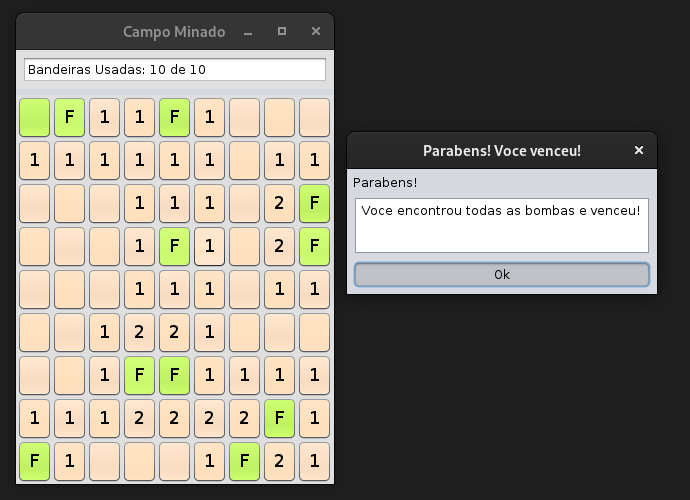 Campo Minado
Bandeiras Usadas: 10 de 10
F 1 1 F 1
1 1 1 1 1 1 1 1
1 1 1 2 F
1 F 1 2 F
1 1 1 1 1
1 2 2 1
1 F F 1 1 1 1
1 1 1 2 2 2 2 F 1
F 1 1 F 2 1
Parabens! Voce venceu!
Parabens!
Voce encontrou todas as bombas e venceu!
Ok